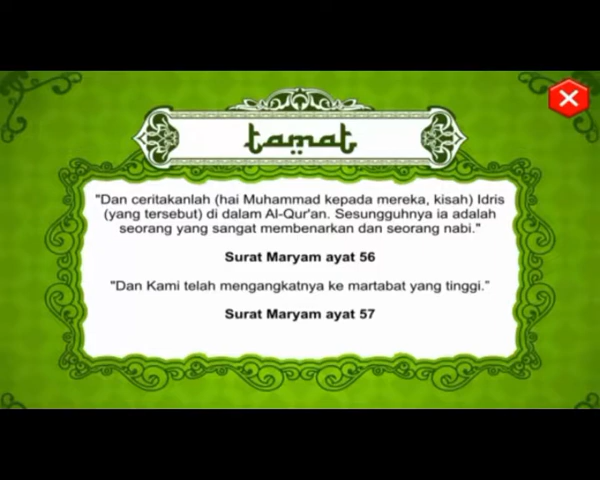 tamat
"Dan ceritakanlah (hai Muhammad kepada mereka, kisah) Idris
(yang tersebut) di dalam Al-Qur'an. Sesungguhnya ia adalah
seorang yang sangat membenarkan dan seorang nabi."
Surat Maryam ayat 56
"Dan Kami telah mengangkatnya ke martabat yang tinggi."
Surat Maryam ayat 57